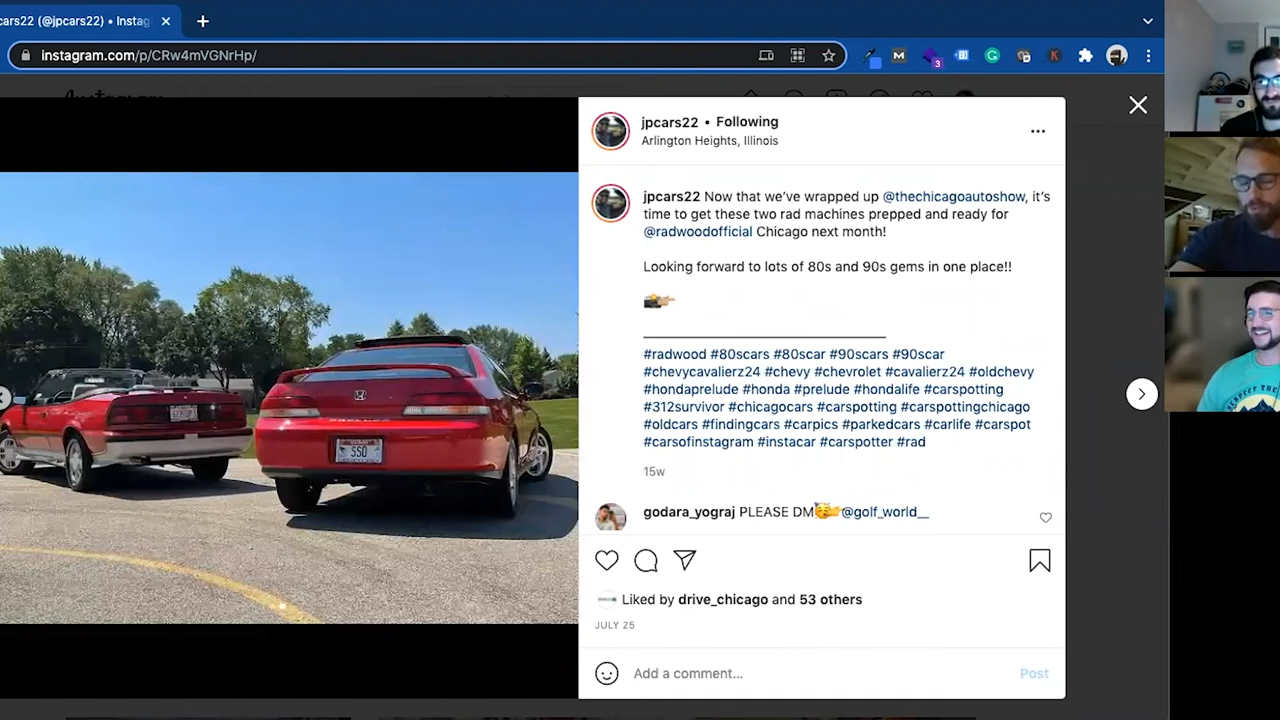 cars22 (@jpcars22) • Instag
instagram.com/p/CRw4mVGNrHp/
jpcars22 • Following
Arlington Heights, Illinois
jpcars22 Now that we've wrapped up @thechicagoautoshow, it's
time to get these two rad machines prepped and ready for
@radwoodofficial Chicago next month!
Looking forward to lots of 80s and 90s gems in one place!!
#radwood #80scars #80scar #90scars #90scar
#chevycavalierz24 #chevy #chevrolet #cavalierz24 #oldchevy
#hondaprelude #honda #prelude #hondalife #carspotting
#312survivor #chicagocars #carspotting #carspottingchicago
#oldcars #findingcars #carpics #parkedcars #carlife #carspot
#carsofinstagram #instacar #carspotter #rad
15w
godara_yograj PLEASE DM @golf_world__
Liked by drive_chicago and 53 others
JULY 25
Add a comment...
Post
SSO
3
M
G
K